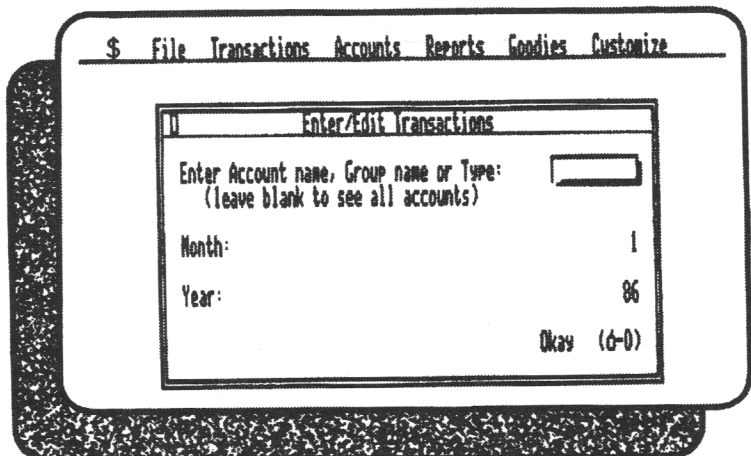 $ File Transactions Accounts Reports Goodies Customize
Enter/Edit Transactions
Enter Account name, Group name or Type:
(leave blank to see all accounts)
Month: 1
Year: 86
Okay (-O)